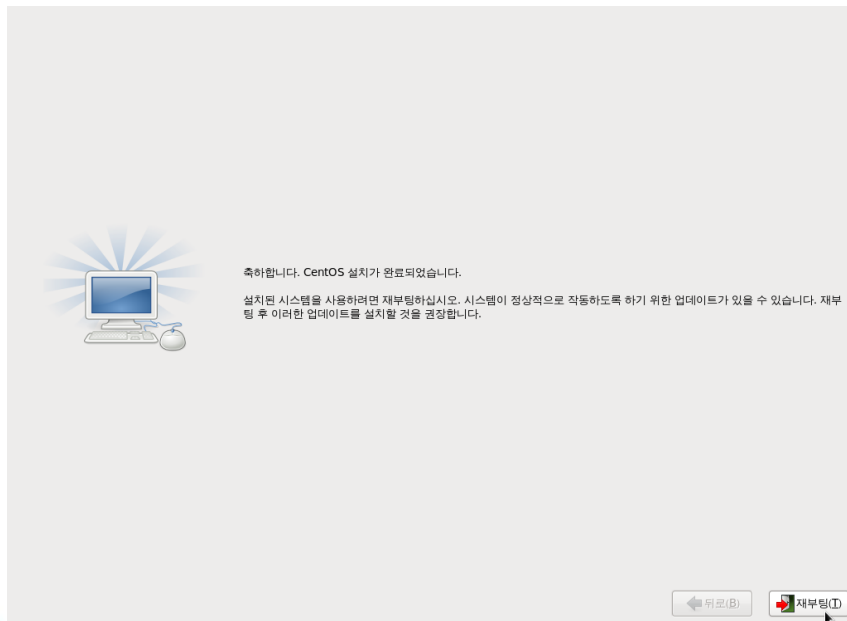 축하합니다. CentOS 설치가 완료되었습니다.
설치된 시스템을 사용하려면 재부팅하십시오. 시스템이 정상적으로 작동하도록 하기 위한 업데이트가 있을 수 있습니다. 재부
팅 후 이러한 업데이트를 설치할 것을 권장합니다.
뒤로(B) 재부팅(T)